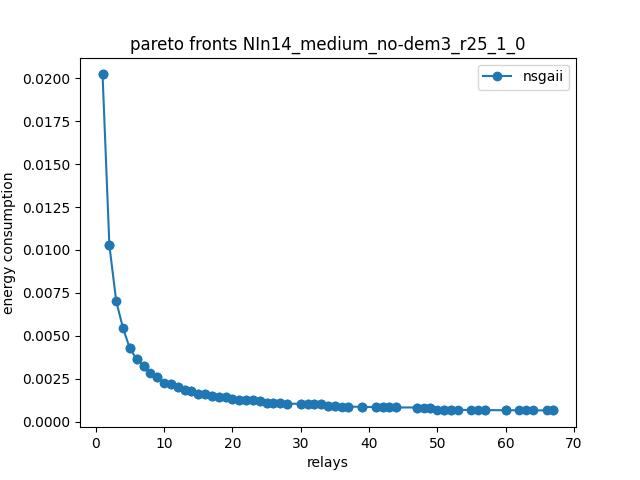 pareto fronts NIn14_medium_no-dem3_r25_1_0
nsgaii
energy consumption
0.0200
0.0175
0.0150
0.0125
0.0100
0.0075
0.0050
0.0025
0.0000
0 10 20 30 40 50 60 70
relays